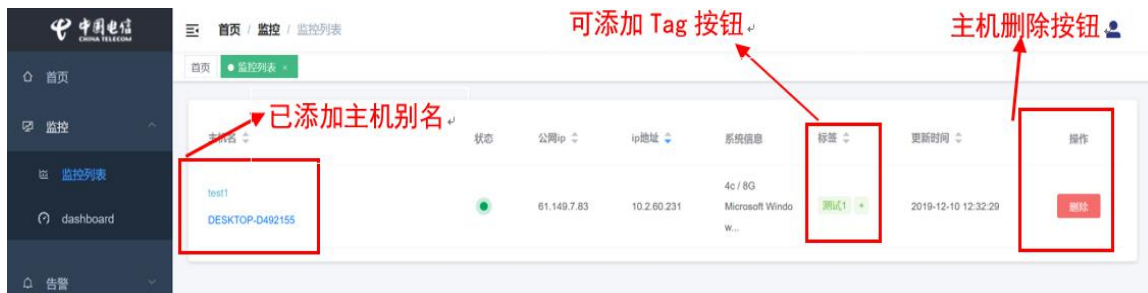 中国电信
CHINA TELECOM
首页 / 监控 / 监控列表
可添加 Tag 按钮
主机删除按钮
首页
首页
监控列表 ×
已添加主机别名
监控
主机名
状态
公网ip
ip地址
系统信息
标签
更新时间
操作
监控列表
test1
DESKTOP-D492155
61.149.7.83
10.2.60.231
4c / 8G
Microsoft Windo
w...
测试1
+
2019-12-10 12:32:29
删除
dashboard
告警